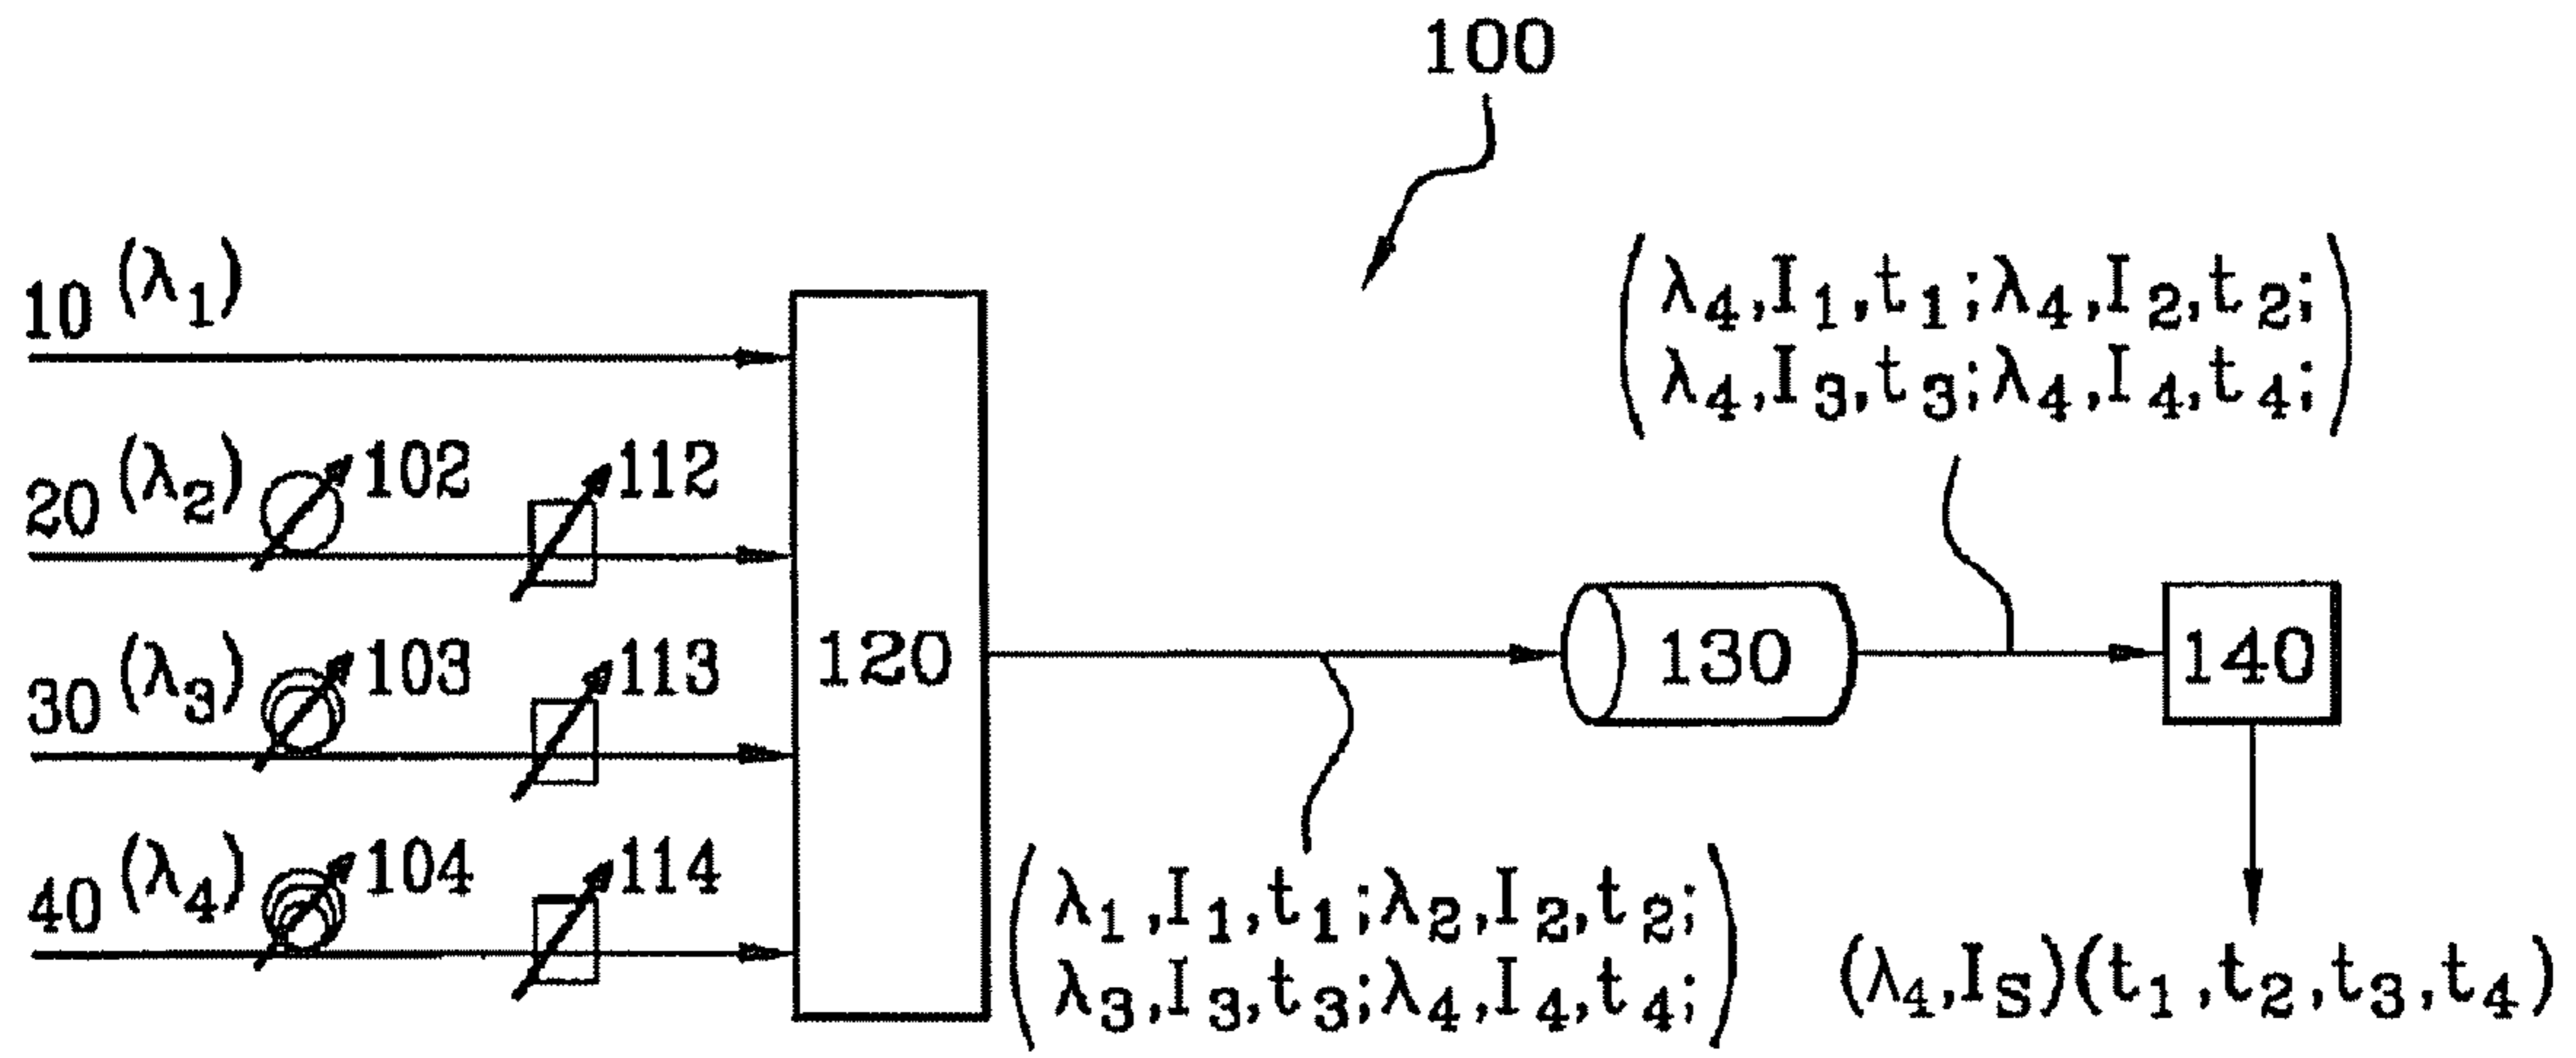 100
10(λ₁)
(λ₄,I₁,t₁;λ₄,I₂,t₂;
λ₄,I₃,t₃;λ₄,I₄,t₄;)
20(λ₂) 102 112
30(λ₃) 103 113
120 130 140
40(λ₄) 104 114
(λ₁,I₁,t₁;λ₂,I₂,t₂;
λ₃,I₃,t₃;λ₄,I₄,t₄;)
(λ₄,I_S)(t₁,t₂,t₃,t₄)